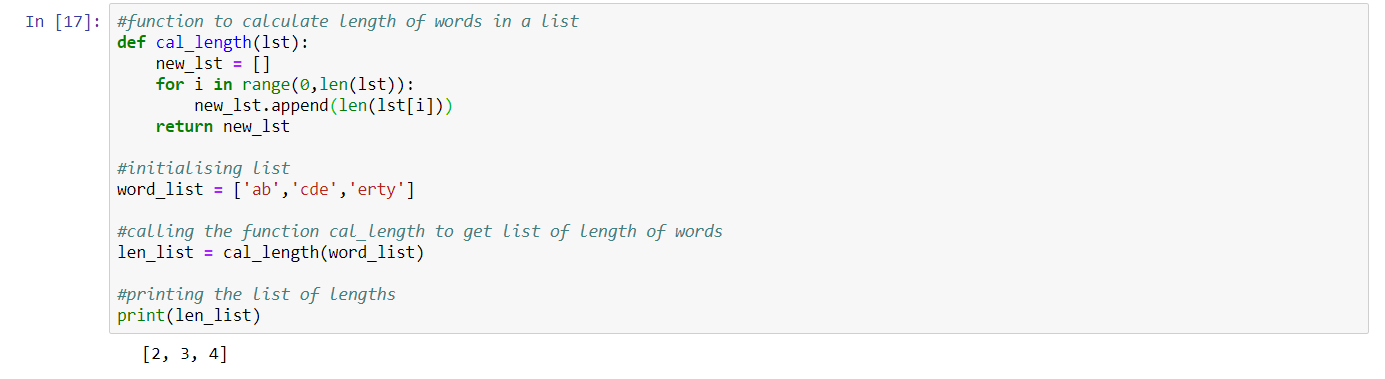 In [17]: #function to calculate length of words in a list
def cal_length(lst):
    new_lst = []
    for i in range(0,len(lst)):
        new_lst.append(len(lst[i]))
    return new_lst

#initialising list
word_list = ['ab','cde','erty']

#calling the function cal_length to get list of length of words
len_list = cal_length(word_list)

#printing the list of lengths
print(len_list)

[2, 3, 4]